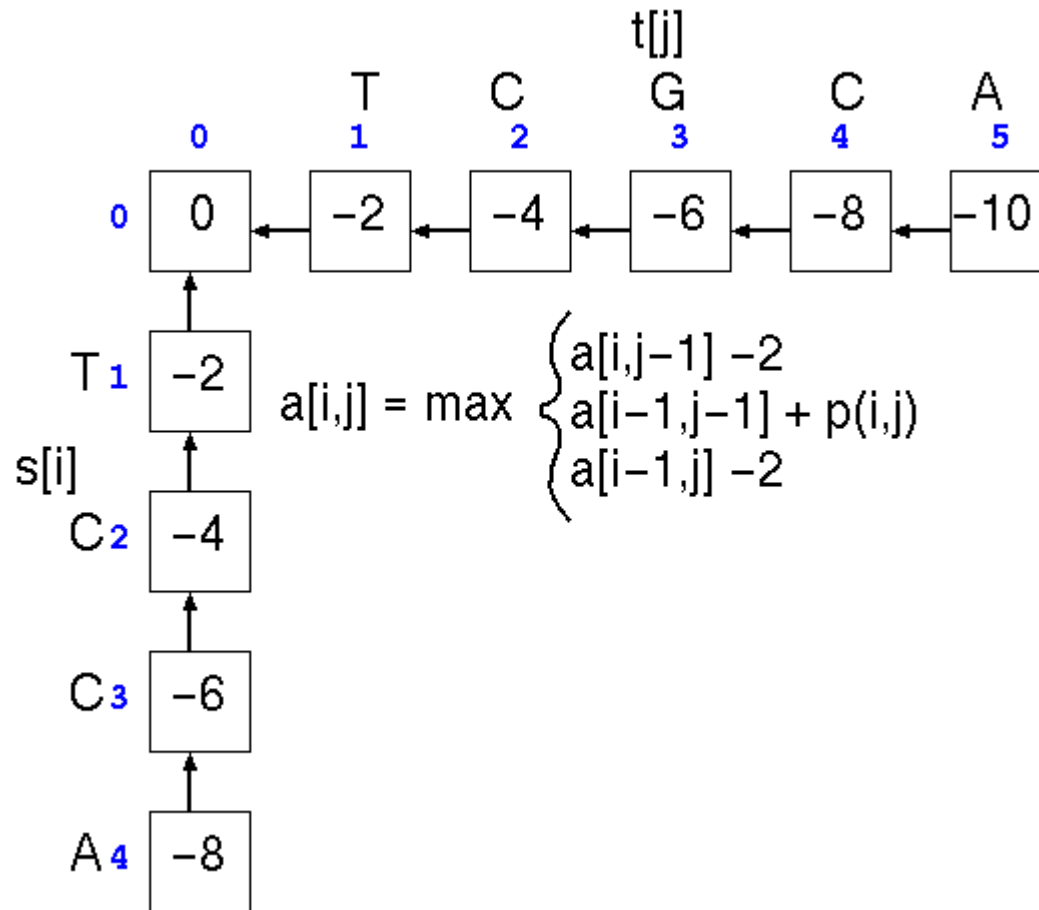 t[j]
T C G C A
0 1 2 3 4 5
0 0 −2 −4 −6 −8 −10
T 1 −2
a[i,j] = max
a[i,j−1] −2
a[i−1,j−1] + p(i,j)
a[i−1,j] −2
s[i]
C 2 −4
C 3 −6
A 4 −8